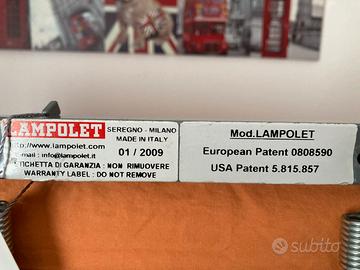 LAMPOLET
SEREGNO - MILANO
MADE IN ITALY
http://www.lampolet.com
e-mail : info@lampolet.it
01 / 2009
ETICHETTA DI GARANZIA : NON RIMUOVERE
WARRANTY LABEL : DO NOT REMOVE
Mod.LAMPOLET
European Patent 0808590
USA Patent 5.815.857
subito